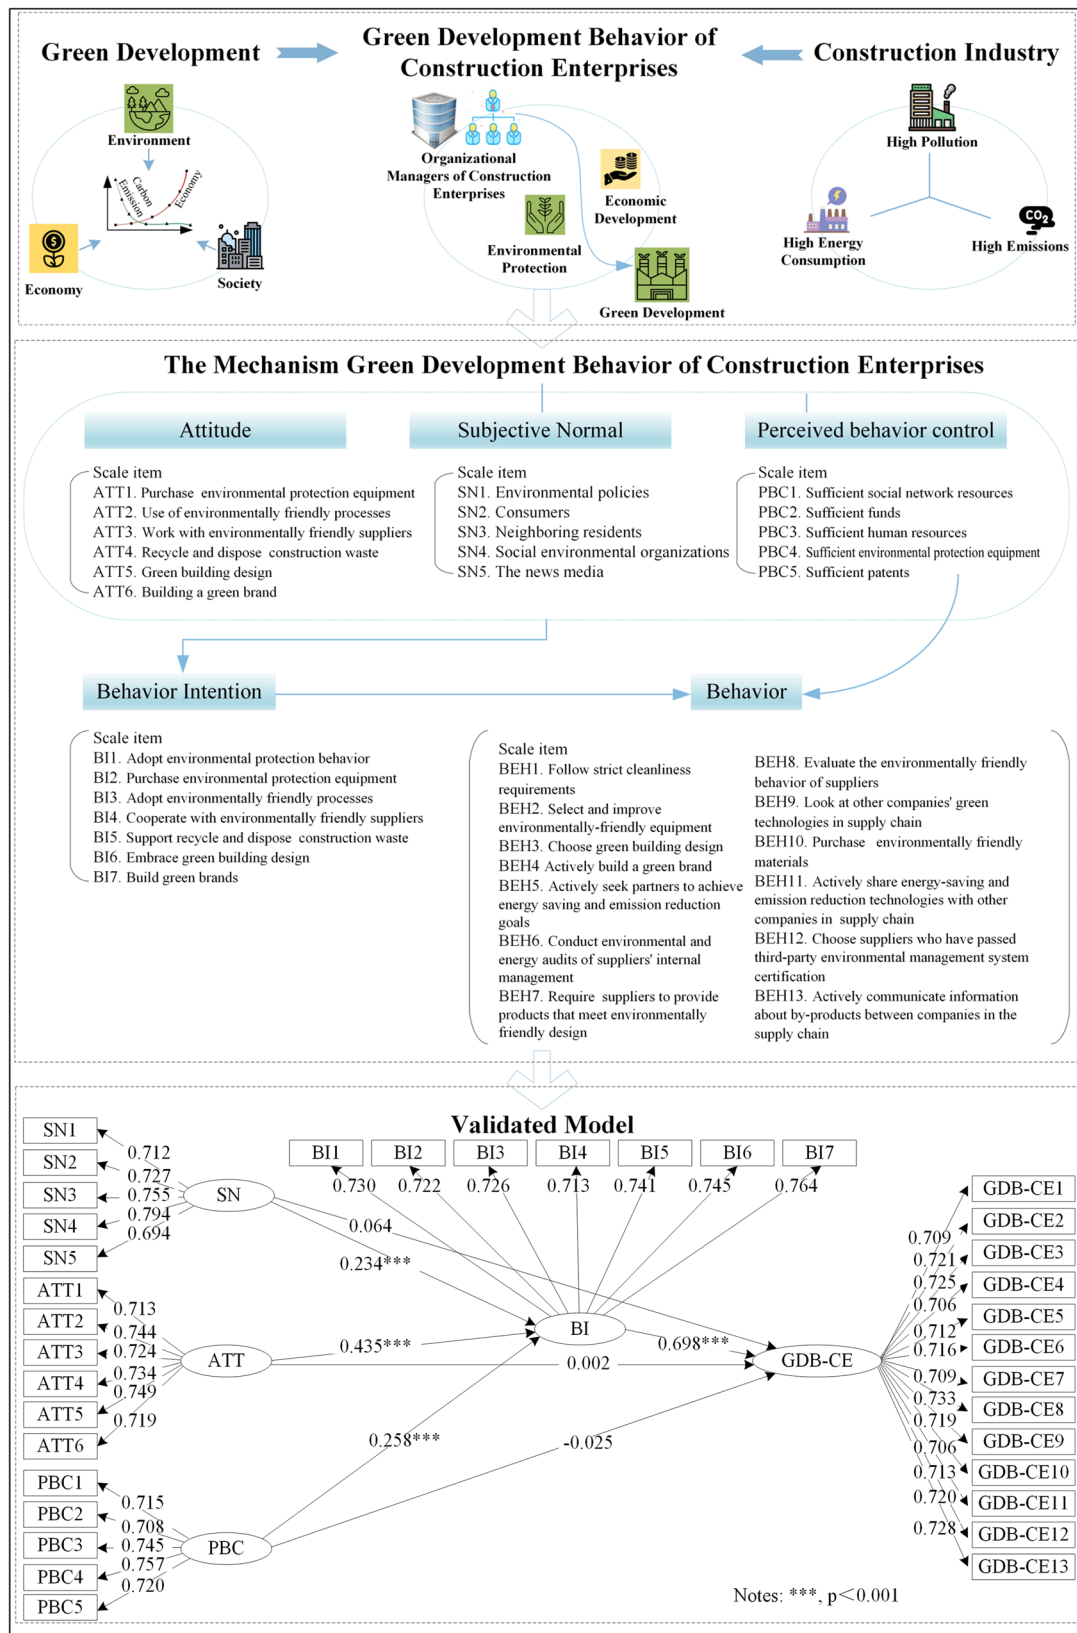 Green Development
Green Development Behavior of
Construction Enterprises
Construction Industry
Environment
Carbon
Emission
Economy
Economy
Society
Organizational
Managers of Construction
Enterprises
Economic
Development
Environmental
Protection
Green Development
High Pollution
CO2
High Energy
Consumption
High Emissions
The Mechanism Green Development Behavior of Construction Enterprises
Attitude
Scale item
ATT1. Purchase environmental protection equipment
ATT2. Use of environmentally friendly processes
ATT3. Work with environmentally friendly suppliers
ATT4. Recycle and dispose construction waste
ATT5. Green building design
ATT6. Building a green brand
Subjective Normal
Scale item
SN1. Environmental policies
SN2. Consumers
SN3. Neighboring residents
SN4. Social environmental organizations
SN5. The news media
Perceived behavior control
Scale item
PBC1. Sufficient social network resources
PBC2. Sufficient funds
PBC3. Sufficient human resources
PBC4. Sufficient environmental protection equipment
PBC5. Sufficient patents
Behavior Intention
Scale item
BI1. Adopt environmental protection behavior
BI2. Purchase environmental protection equipment
BI3. Adopt environmentally friendly processes
BI4. Cooperate with environmentally friendly suppliers
BI5. Support recycle and dispose construction waste
BI6. Embrace green building design
BI7. Build green brands
Behavior
Scale item
BEH1. Follow strict cleanliness
requirements
BEH2. Select and improve
environmentally-friendly equipment
BEH3. Choose green building design
BEH4 Actively build a green brand
BEH5. Actively seek partners to achieve
energy saving and emission reduction
goals
BEH6. Conduct environmental and
energy audits of suppliers' internal
management
BEH7. Require suppliers to provide
products that meet environmentally
friendly design
BEH8. Evaluate the environmentally friendly
behavior of suppliers
BEH9. Look at other companies' green
technologies in supply chain
BEH10. Purchase environmentally friendly
materials
BEH11. Actively share energy-saving and
emission reduction technologies with other
companies in supply chain
BEH12. Choose suppliers who have passed
third-party environmental management system
certification
BEH13. Actively communicate information
about by-products between companies in the
supply chain
Validated Model
SN1
SN2
SN3
SN4
SN5
0.712
0.727
0.755
0.794
0.694
SN
ATT1
ATT2
ATT3
ATT4
ATT5
ATT6
0.713
0.744
0.724
0.734
0.749
0.719
ATT
PBC1
PBC2
PBC3
PBC4
PBC5
0.715
0.708
0.745
0.757
0.720
PBC
BI1
BI2
BI3
BI4
BI5
BI6
BI7
0.730
0.722
0.726
0.713
0.741
0.745
0.764
0.064
0.234***
0.435***
BI
0.698***
0.002
0.258***
-0.025
GDB-CE
0.709
0.721
0.725
0.706
0.712
0.716
0.709
0.733
0.719
0.706
0.713
0.720
0.728
GDB-CE1
GDB-CE2
GDB-CE3
GDB-CE4
GDB-CE5
GDB-CE6
GDB-CE7
GDB-CE8
GDB-CE9
GDB-CE10
GDB-CE11
GDB-CE12
GDB-CE13
Notes: ***, p<0.001